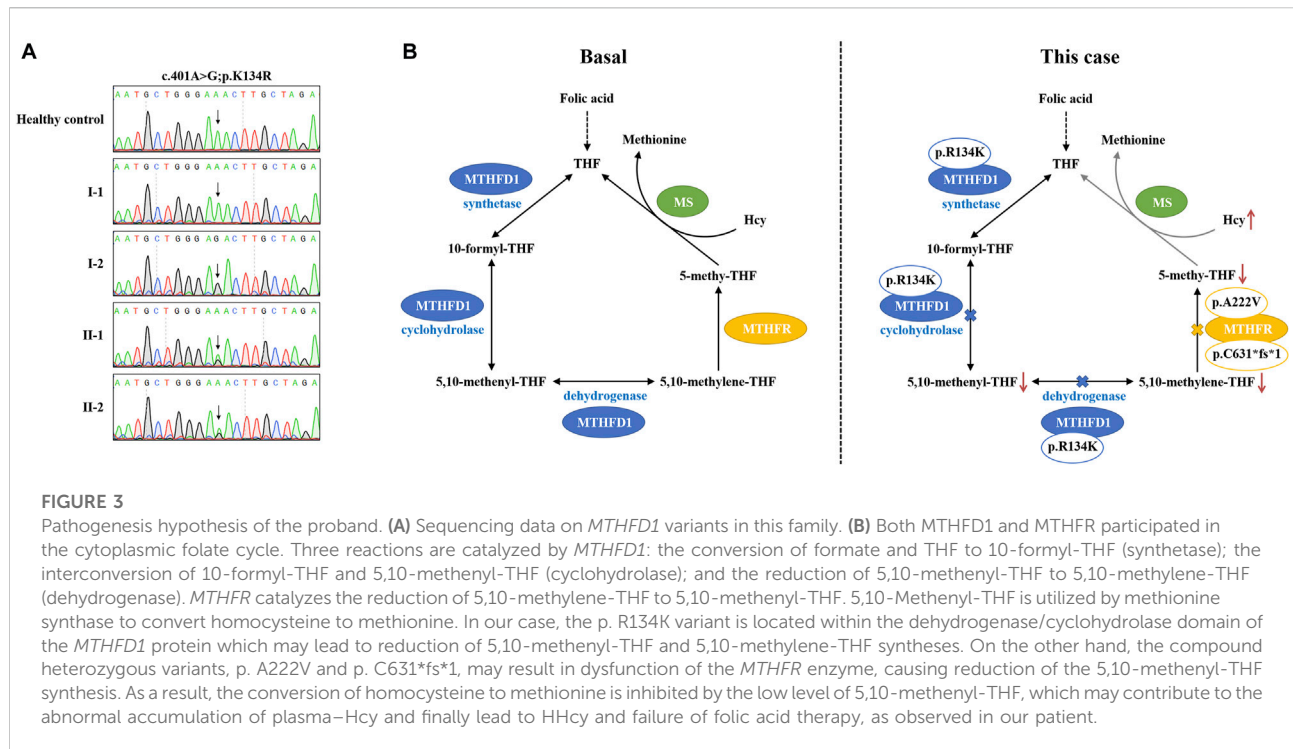 A
c.401A>G;p.K134R
Healthy control
A A T G C T G G G A A A C T T G C T A G A
I-1
A A T G C T G G G A A A C T T G C T A G A
I-2
A A T G C T G G G A G A C T T G C T A G A
II-1
A A T G C T G G G A A A C T T G C T A G A
II-2
A A T G C T G G G A A A C T T G C T A G A
B
Basal
Folic acid
Methionine
THF
MTHFD1
synthetase
MS
Hcy
10-formyl-THF
5-methy-THF
MTHFD1
cyclohydrolase
MTHFR
5,10-methenyl-THF
5,10-methylene-THF
dehydrogenase
MTHFD1
This case
Folic acid
Methionine
p.R134K
THF
MTHFD1
synthetase
MS
Hcy
10-formyl-THF
5-methy-THF
p.R134K
p.A222V
MTHFD1
MTHFR
cyclohydrolase
p.C631*fs*1
5,10-methenyl-THF
5,10-methylene-THF
dehydrogenase
MTHFD1
p.R134K
FIGURE 3
Pathogenesis hypothesis of the proband. (A) Sequencing data on MTHFD1 variants in this family. (B) Both MTHFD1 and MTHFR participated in
the cytoplasmic folate cycle. Three reactions are catalyzed by MTHFD1: the conversion of formate and THF to 10-formyl-THF (synthetase); the
interconversion of 10-formyl-THF and 5,10-methenyl-THF (cyclohydrolase); and the reduction of 5,10-methenyl-THF to 5,10-methylene-THF
(dehydrogenase). MTHFR catalyzes the reduction of 5,10-methylene-THF to 5,10-methenyl-THF. 5,10-Methenyl-THF is utilized by methionine
synthase to convert homocysteine to methionine. In our case, the p. R134K variant is located within the dehydrogenase/cyclohydrolase domain of
the MTHFD1 protein which may lead to reduction of 5,10-methenyl-THF and 5,10-methylene-THF syntheses. On the other hand, the compound
heterozygous variants, p. A222V and p. C631*fs*1, may result in dysfunction of the MTHFR enzyme, causing reduction of the 5,10-methenyl-THF
synthesis. As a result, the conversion of homocysteine to methionine is inhibited by the low level of 5,10-methenyl-THF, which may contribute to the
abnormal accumulation of plasma–Hcy and finally lead to HHcy and failure of folic acid therapy, as observed in our patient.